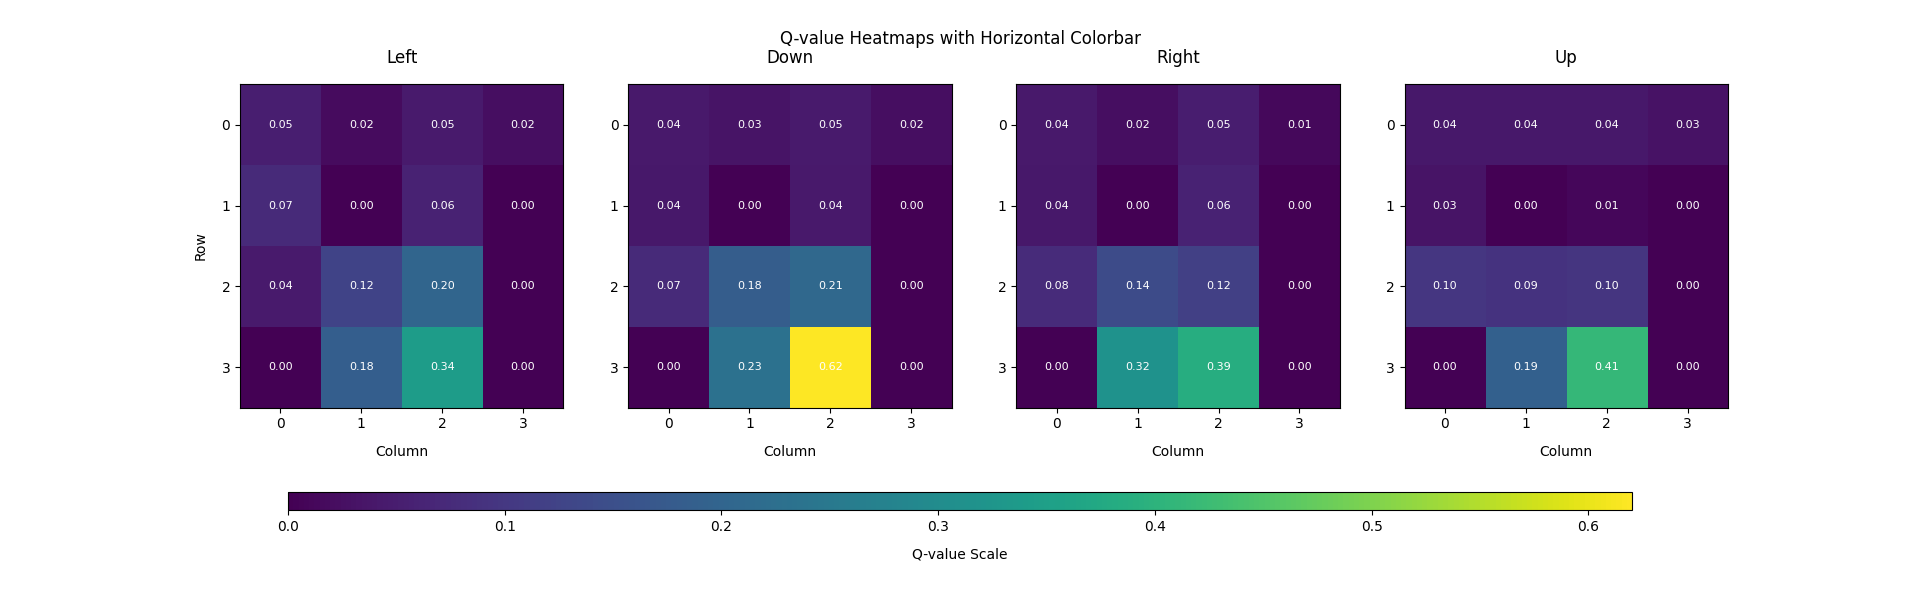 Q-value Heatmaps with Horizontal Colorbar
Left
Down
Right
Up
0 0.05 0.02 0.05 0.02
1 0.07 0.00 0.06 0.00
2 0.04 0.12 0.20 0.00
3 0.00 0.18 0.34 0.00
0 1 2 3
Row
Column
0 0.04 0.03 0.05 0.02
1 0.04 0.00 0.04 0.00
2 0.07 0.18 0.21 0.00
3 0.00 0.23 0.62 0.00
0 1 2 3
Column
0 0.04 0.02 0.05 0.01
1 0.04 0.00 0.06 0.00
2 0.08 0.14 0.12 0.00
3 0.00 0.32 0.39 0.00
0 1 2 3
Column
0 0.04 0.04 0.04 0.03
1 0.03 0.00 0.01 0.00
2 0.10 0.09 0.10 0.00
3 0.00 0.19 0.41 0.00
0 1 2 3
Column
0.0 0.1 0.2 0.3 0.4 0.5 0.6
Q-value Scale